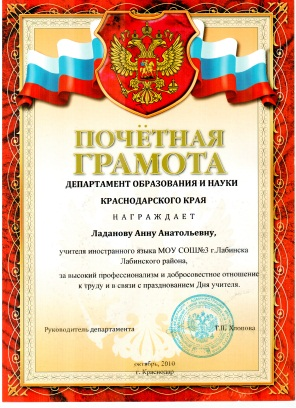 ПОЧЁТНАЯ
ГРАМОТА
ДЕПАРТАМЕНТ ОБРАЗОВАНИЯ И НАУКИ
КРАСНОДАРСКОГО КРАЯ
НАГРАЖДАЕТ
Ладанову Анну Анатольевну,
учителя иностранного языка МОУ СОШ№3 г.Лабинска
Лабинского района,
за высокий профессионализм и добросовестное отношение
к труду и в связи с празднованием Дня учителя.
Руководитель департамента Т.П. Хлопова
октябрь, 2010
г. Краснодар